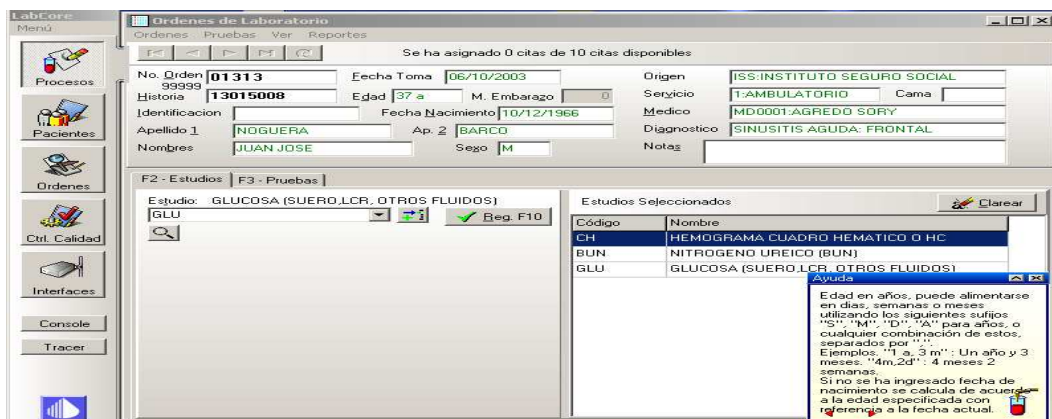 LabCore
Menú
Procesos
Pacientes
Ordenes
Ctrl. Calidad
Interfaces
Console
Tracer
Ordenes de Laboratorio
Ordenes Pruebas Ver Reportes
Se ha asignado 0 citas de 10 citas disponibles
No. Orden 01313 Fecha Toma 06/10/2003 Origen ISS:INSTITUTO SEGURO SOCIAL
99999
Historia 13015008 Edad 37 a M. Embarazo 0 Servicio 1:AMBULATORIO Cama
Identificacion Fecha Nacimiento 10/12/1966 Medico MD0001:AGREDO SORY
Apellido 1 NOGUERA Ap. 2 BARCO Diagnostico SINUSITIS AGUDA: FRONTAL
Nombres JUAN JOSE Sexo M Notas
F2 - Estudios F3 - Pruebas
Estudio: GLUCOSA (SUERO,LCR, OTROS FLUIDOS)
GLU Reg. F10
Estudios Seleccionados Clarear
Código Nombre
CH HEMOGRAMA CUADRO HEMATICO O HC
BUN NITROGENO UREICO (BUN)
GLU GLUCOSA (SUERO,LCR, OTROS FLUIDOS)
Ayuda
Edad en años, puede alimentarse
en dias, semanas o meses
utilizando los siguientes sufijos
"S", "M", "D", "A" para años, o
cualquier combinación de estos,
separados por ",".
Ejemplos. "1 a, 3 m" : Un año y 3
meses. "4m,2d" : 4 meses 2
semanas.
Si no se ha ingresado fecha de
nacimiento se calcula de acuerdo
a la edad especificada con
referencia a la fecha actual.